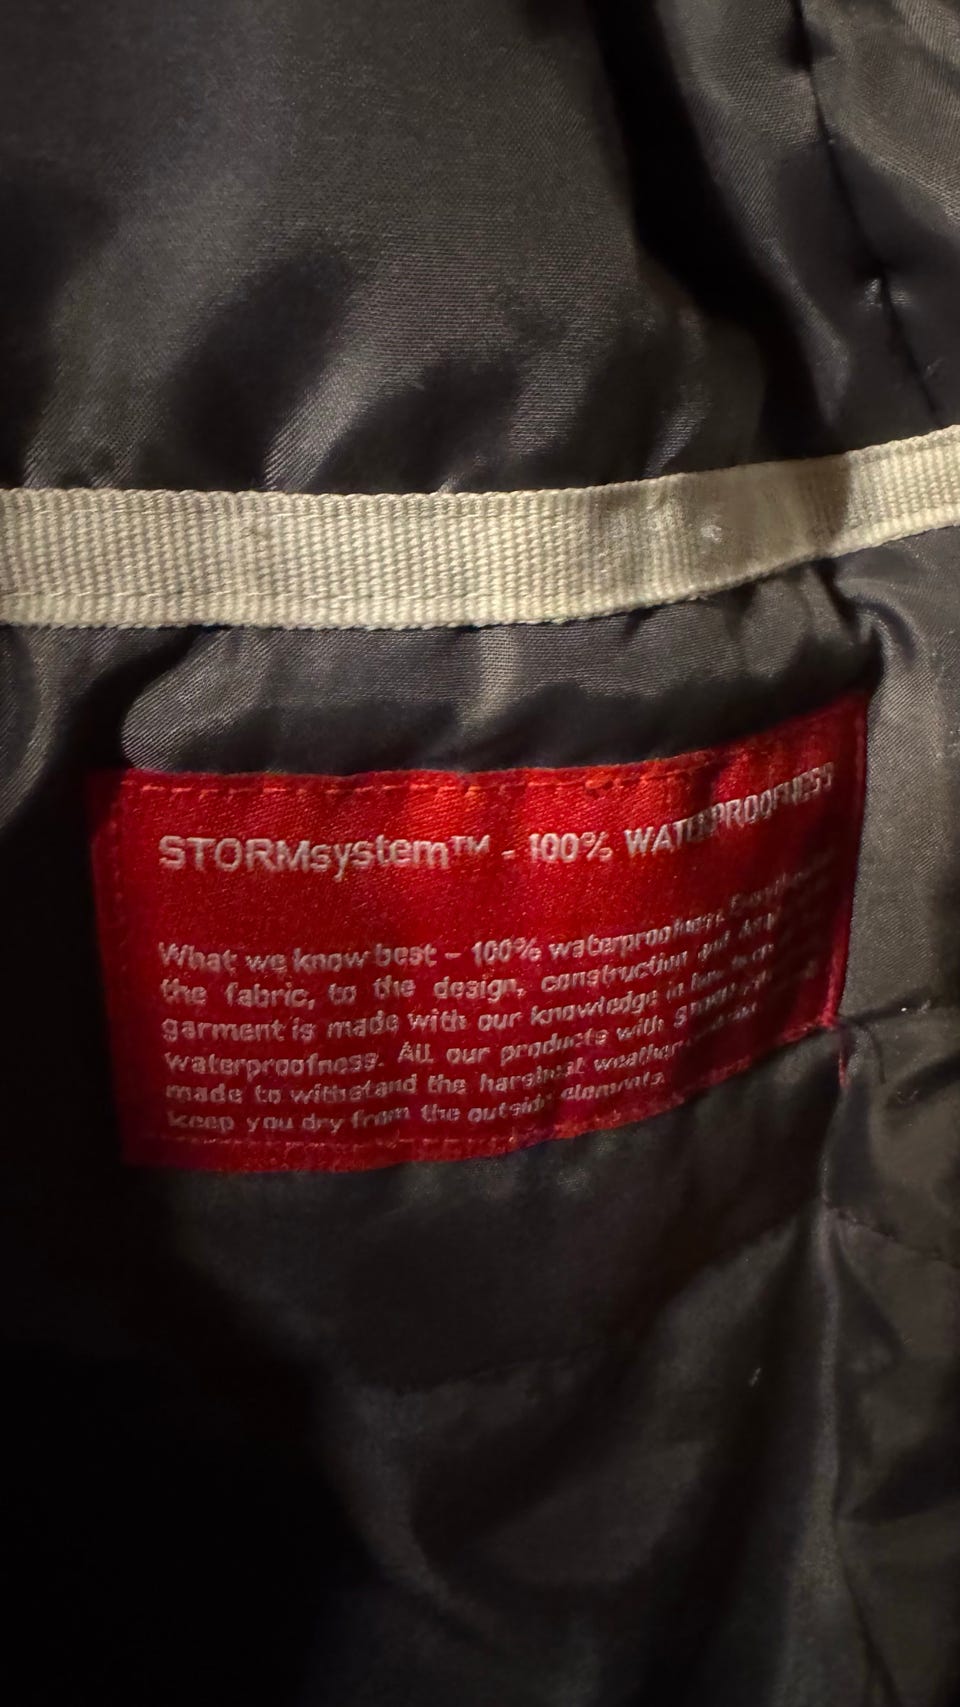 STORMsystem™ - 100% WATERPROOFNESS
What we know best - 100% waterproofness.
the fabric, to the design, construction and
garment is made with our knowledge in
waterproofness. All our products with
made to withstand the harshest weather
keep you dry from the outside elements.